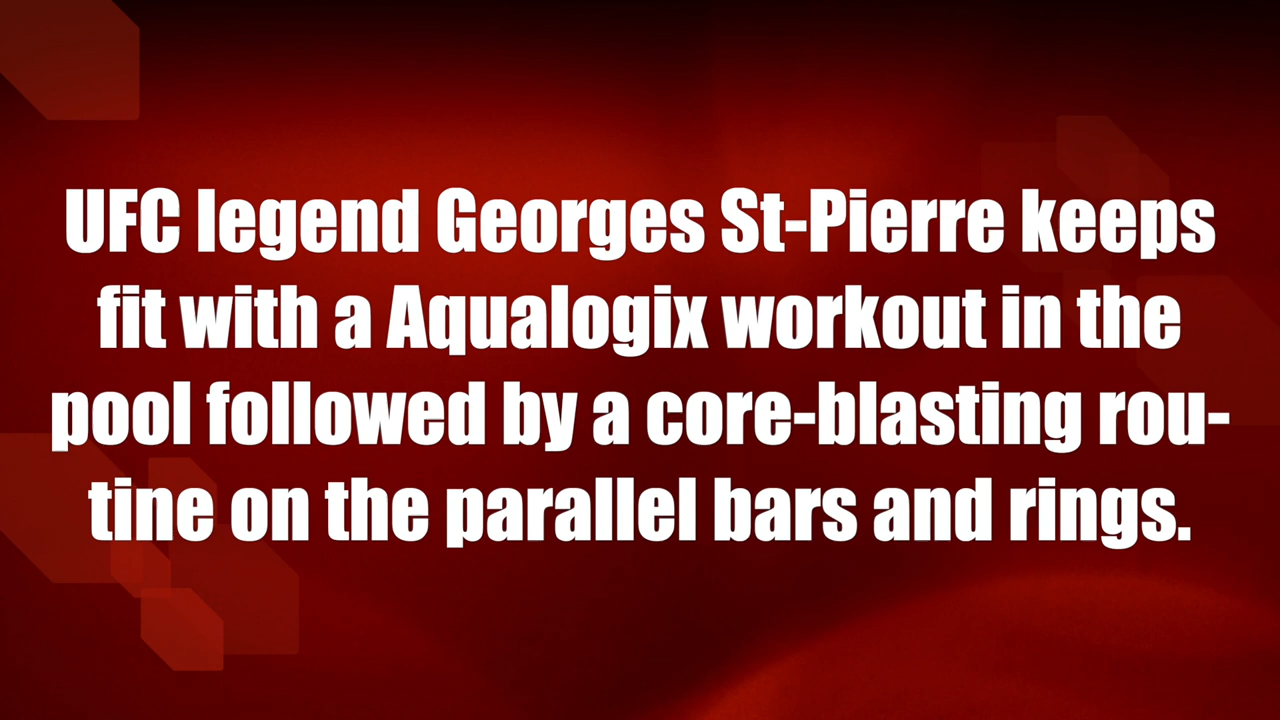 UFC legend Georges St-Pierre keeps
fit with a Aqualogix workout in the
pool followed by a core-blasting rou-
tine on the parallel bars and rings.